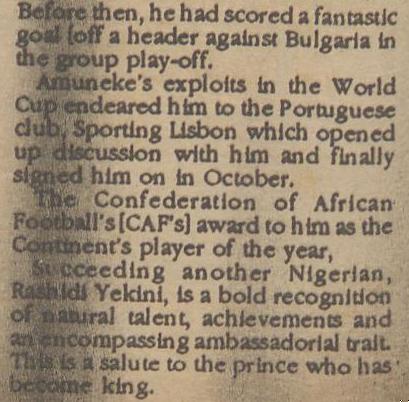 Before then, he had scored a fantastic
goal [off a header against Bulgaria in
the group play-off.
Amuneke's exploits in the World
Cup endeared him to the Portuguese
club, Sporting Lisbon which opened
up discussion with him and finally
signed him on in October.
The Confederation of African
Football's [CAF's] award to him as the
Continent's player of the year,
Succeeding another Nigerian,
Rashidi Yekini, is a bold recognition
of natural talent, achievements and
an encompassing ambassadorial trait.
This is a salute to the prince who has
become king.